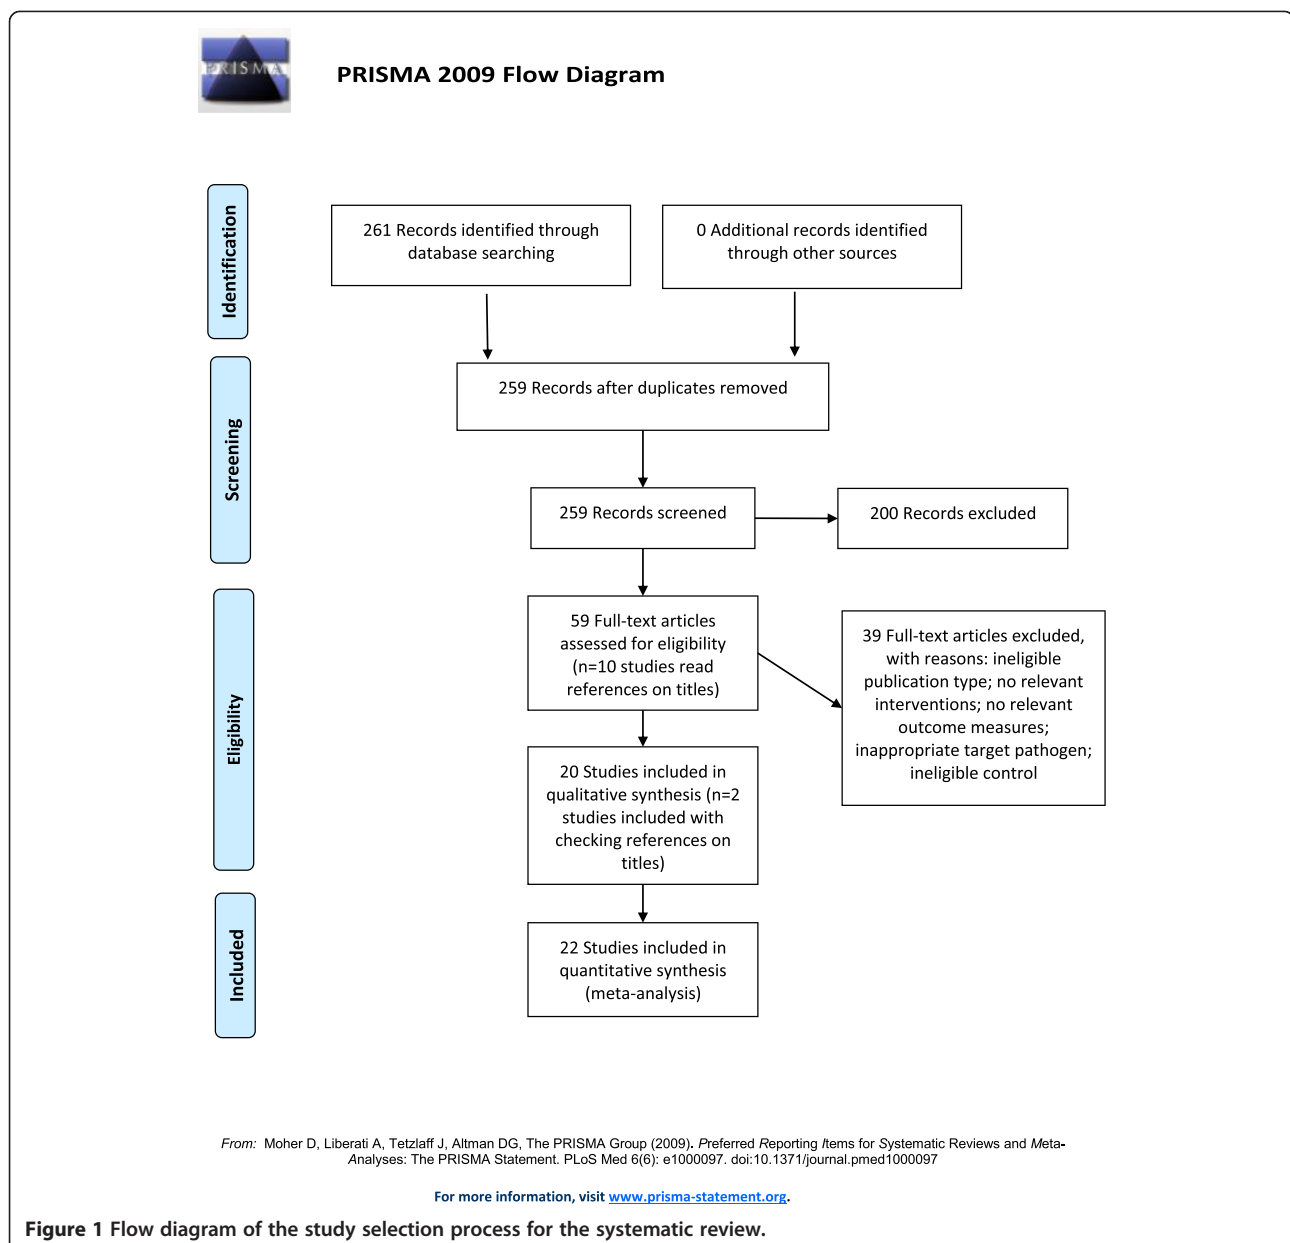 PRISMA
PRISMA 2009 Flow Diagram
Identification
261 Records identified through
database searching
0 Additional records identified
through other sources
Screening
259 Records after duplicates removed
259 Records screened
200 Records excluded
Eligibility
59 Full-text articles
assessed for eligibility
(n=10 studies read
references on titles)
39 Full-text articles excluded,
with reasons: ineligible
publication type; no relevant
interventions; no relevant
outcome measures;
inappropriate target pathogen;
ineligible control
20 Studies included in
qualitative synthesis (n=2
studies included with
checking references on
titles)
Included
22 Studies included in
quantitative synthesis
(meta-analysis)
From: Moher D, Liberati A, Tetzlaff J, Altman DG, The PRISMA Group (2009). Preferred Reporting Items for Systematic Reviews and Meta-
Analyses: The PRISMA Statement. PLoS Med 6(6): e1000097. doi:10.1371/journal.pmed1000097
For more information, visit www.prisma-statement.org.
Figure 1 Flow diagram of the study selection process for the systematic review.